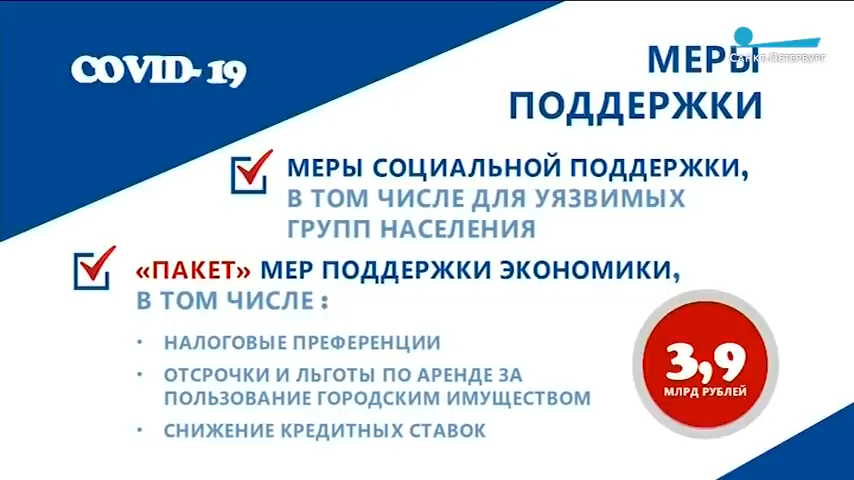 COVID-19
САНКТ-ПЕТЕРБУРГ
МЕРЫ
ПОДДЕРЖКИ
МЕРЫ СОЦИАЛЬНОЙ ПОДДЕРЖКИ,
В ТОМ ЧИСЛЕ ДЛЯ УЯЗВИМЫХ
ГРУПП НАСЕЛЕНИЯ
«ПАКЕТ» МЕР ПОДДЕРЖКИ ЭКОНОМИКИ,
В ТОМ ЧИСЛЕ :
• НАЛОГОВЫЕ ПРЕФЕРЕНЦИИ
• ОТСРОЧКИ И ЛЬГОТЫ ПО АРЕНДЕ ЗА
ПОЛЬЗОВАНИЕ ГОРОДСКИМ ИМУЩЕСТВОМ
• СНИЖЕНИЕ КРЕДИТНЫХ СТАВОК
3,9
МЛРД РУБЛЕЙ